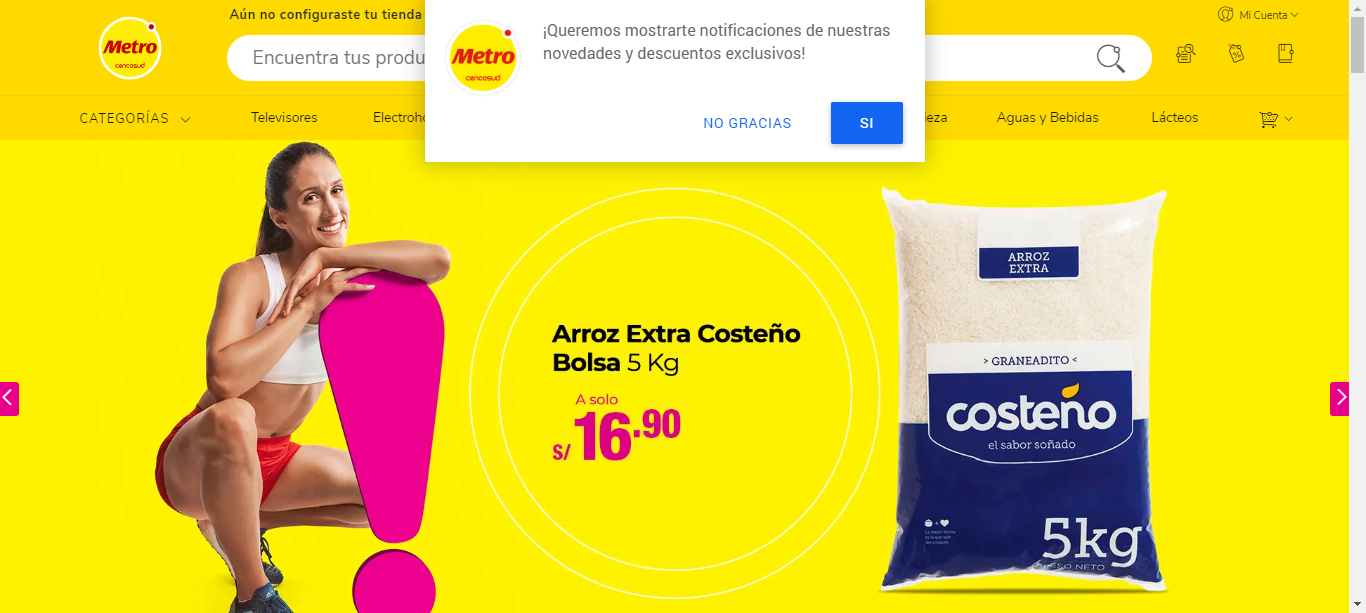 Aún no configuraste tu tienda
Mi Cuenta
Metro
cencosud
Encuentra tus produ
Metro
cencosud
¡Queremos mostrarte notificaciones de nuestras
novedades y descuentos exclusivos!
NO GRACIAS
SI
CATEGORÍAS
Televisores
Electroho
ieza
Aguas y Bebidas
Lácteos
Arroz Extra Costeño
Bolsa 5 Kg
A solo
S/ 16.90
ARROZ
EXTRA
> GRANEADITO <
costeño
el sabor soñado
5kg
PESO NETO